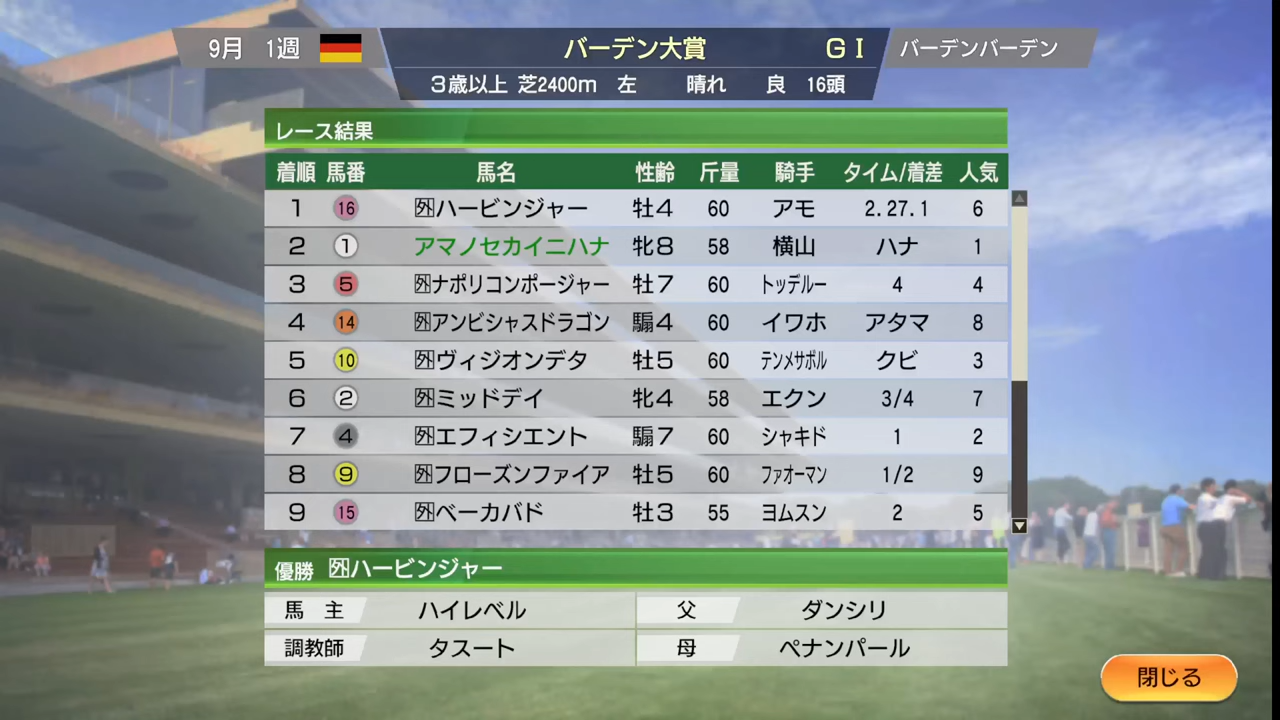 9月 1週 バーデン大賞 GⅠ バーデンバーデン
3歳以上 芝2400m 左 晴れ 良 16頭
レース結果
着順 馬番 馬名 性齢 斤量 騎手 タイム/着差 人気
1 16 外ハービンジャー 牡4 60 アモ 2.27.1 6
2 1 アマノセカイニハナ 牝8 58 横山 ハナ 1
3 5 外ナポリコンポージャー 牡7 60 トッデルー 4 4
4 14 外アンビシャスドラゴン 騸4 60 イワホ アタマ 8
5 10 外ヴィジオンデタ 牡5 60 テンメサボル クビ 3
6 2 外ミッドデイ 牝4 58 エクン 3/4 7
7 4 外エフィシエント 騸7 60 シャキド 1 2
8 9 外フローズンファイア 牡5 60 ファオーマン 1/2 9
9 15 外ベーカバド 牡3 55 ヨムスン 2 5
優勝 外ハービンジャー
馬主 ハイレベル 父 ダンシリ
調教師 タスート 母 ペナンパール
閉じる